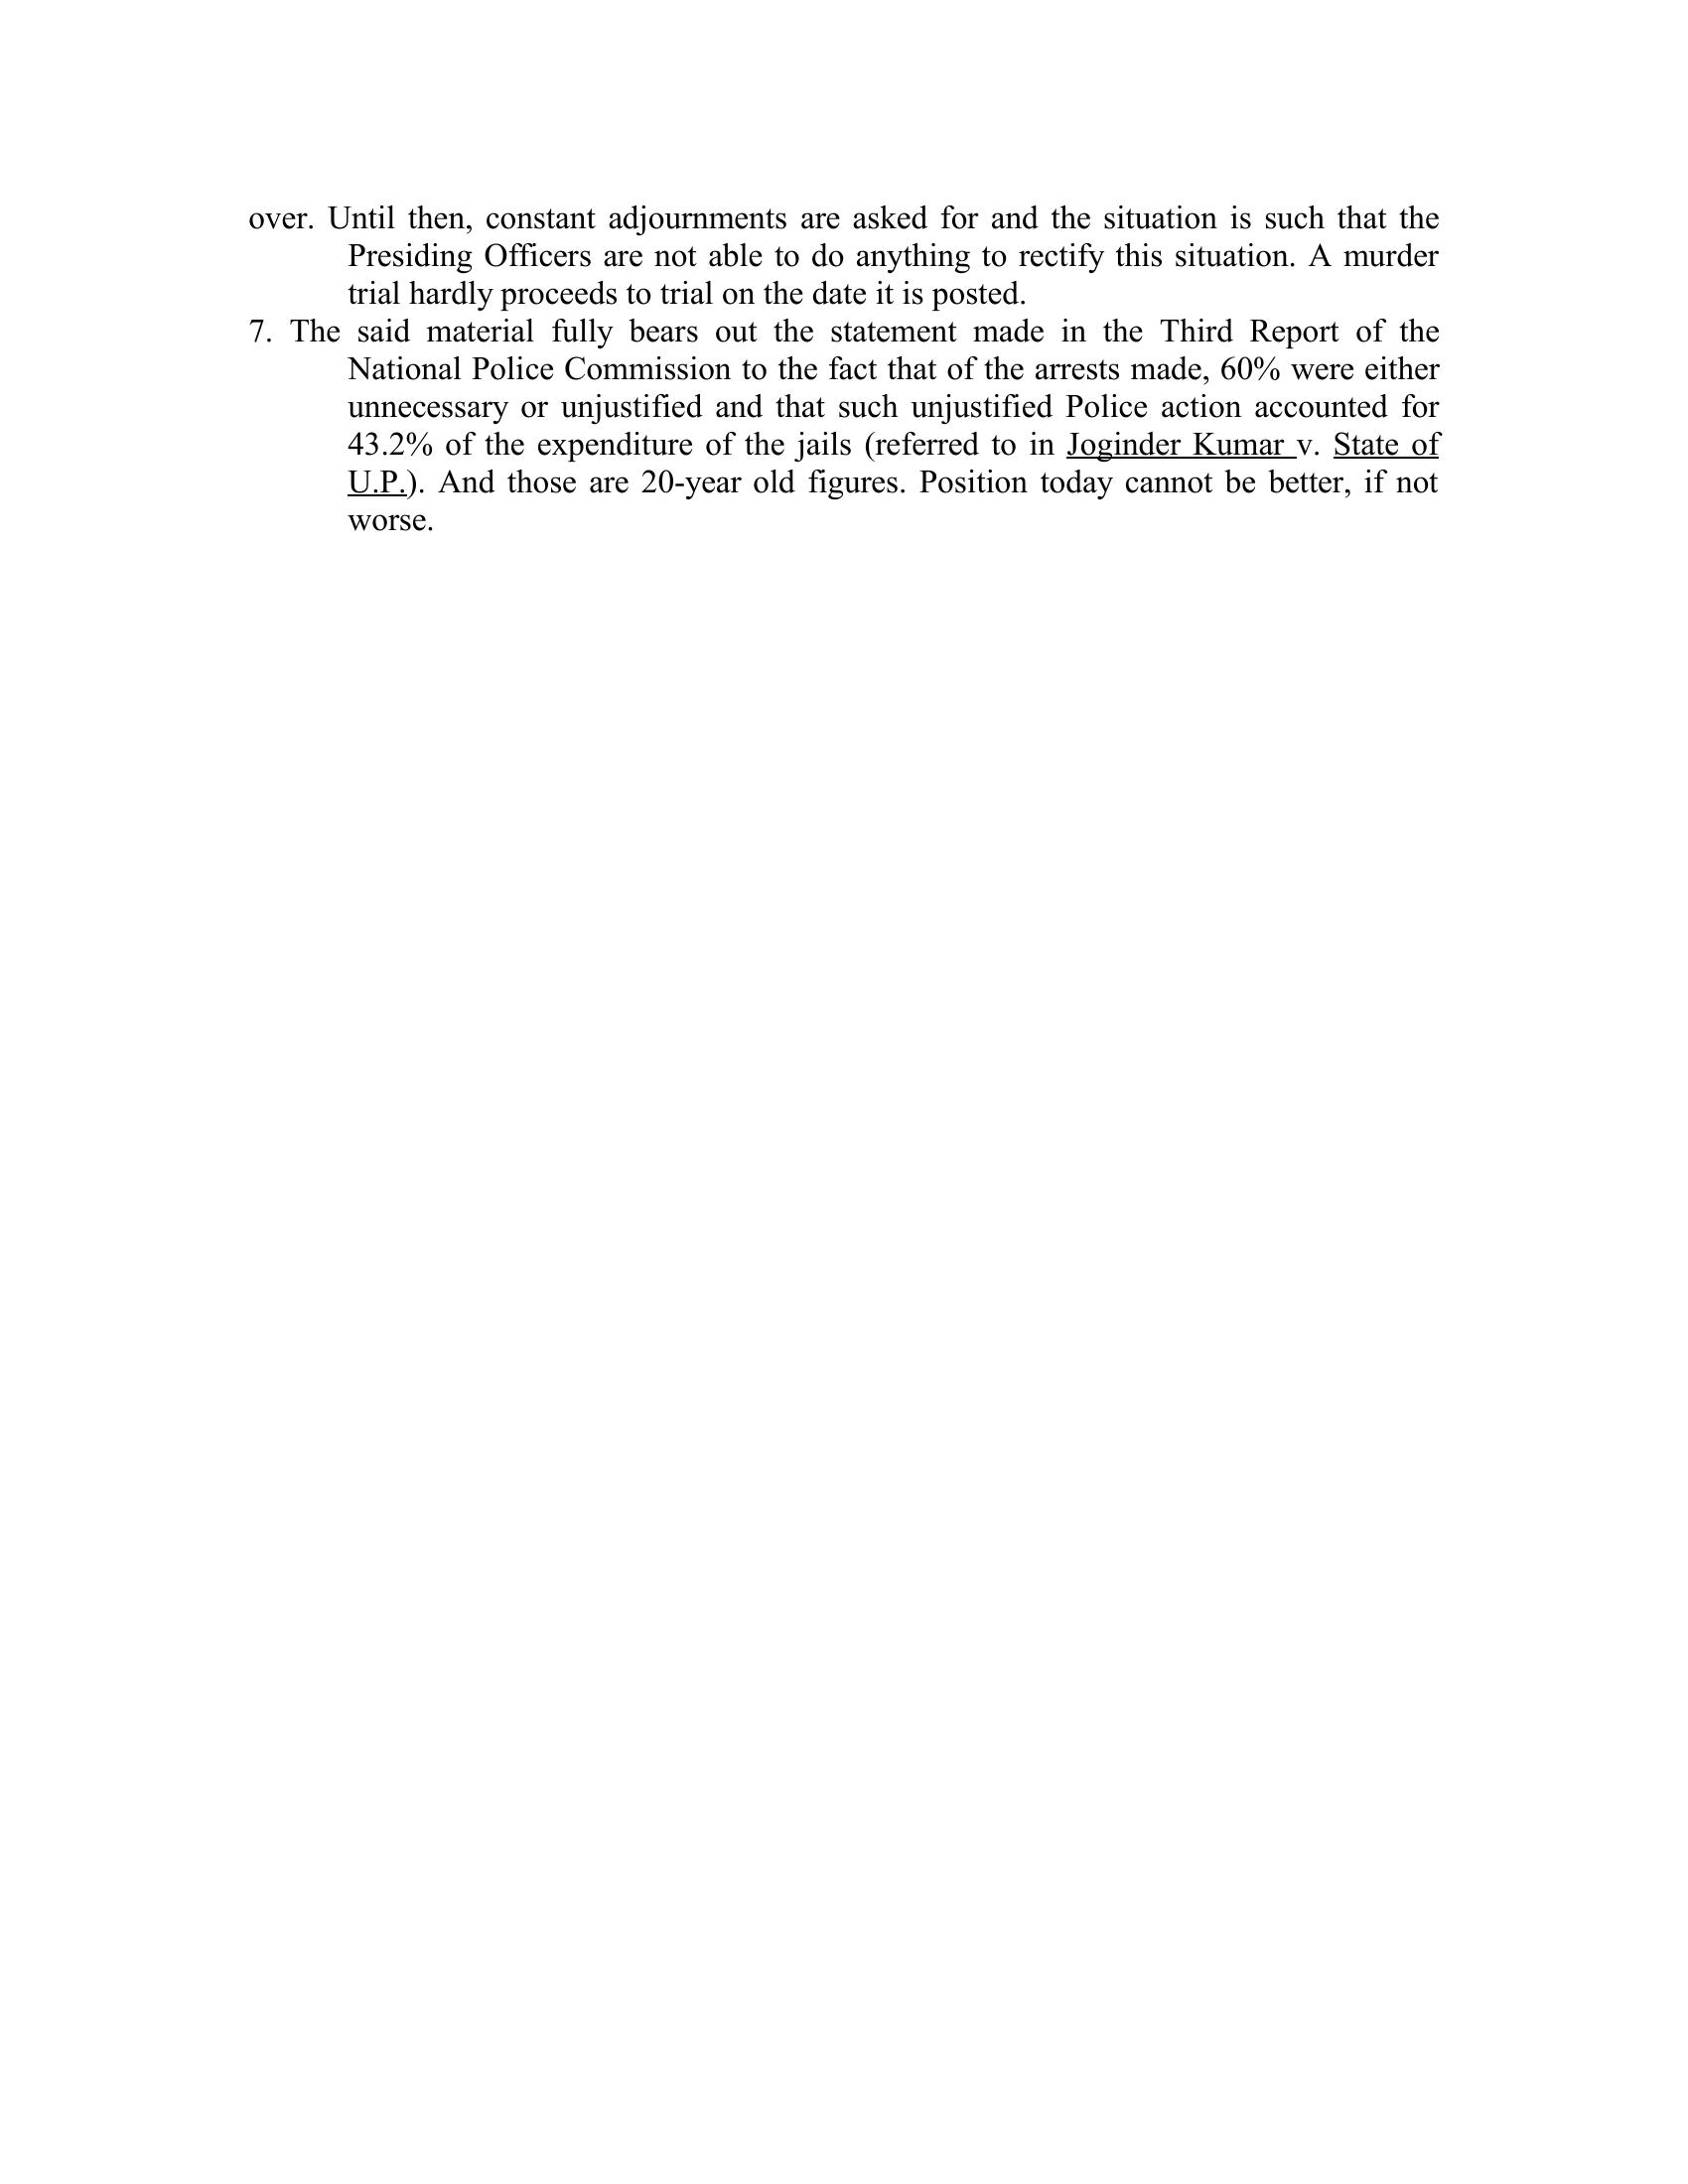 over. Until then, constant adjournments are asked for and the situation is such that the
Presiding Officers are not able to do anything to rectify this situation. A murder
trial hardly proceeds to trial on the date it is posted.
7. The said material fully bears out the statement made in the Third Report of the
National Police Commission to the fact that of the arrests made, 60% were either
unnecessary or unjustified and that such unjustified Police action accounted for
43.2% of the expenditure of the jails (referred to in Joginder Kumar v. State of
U.P.). And those are 20-year old figures. Position today cannot be better, if not
worse.